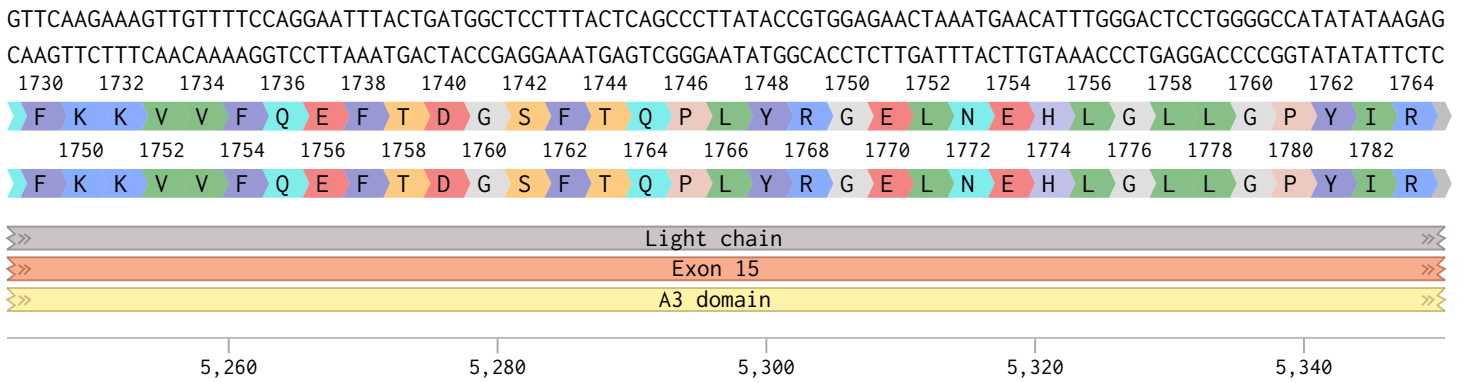 GTTCAAGAAAGTTGTTTTCCAGGAATTTACTGATGGCTCCTTTACTCAGCCCTTATACCGTGGAGAACTAAATGAACATTTGGGACTCCTGGGGCCATATATAAGAG
CAAGTTCTTTCAACAAAAGGTCCTTAAATGACTACCGAGGAAATGAGTCGGGAATATGGCACCTCTTGATTTACTTGTAAACCCTGAGGACCCCGGTATATATTCTC
1730 1732 1734 1736 1738 1740 1742 1744 1746 1748 1750 1752 1754 1756 1758 1760 1762 1764
F K K V V F Q E F T D G S F T Q P L Y R G E L N E H L G L L G P Y I R
1750 1752 1754 1756 1758 1760 1762 1764 1766 1768 1770 1772 1774 1776 1778 1780 1782
F K K V V F Q E F T D G S F T Q P L Y R G E L N E H L G L L G P Y I R
Light chain
Exon 15
A3 domain
5,260 5,280 5,300 5,320 5,340